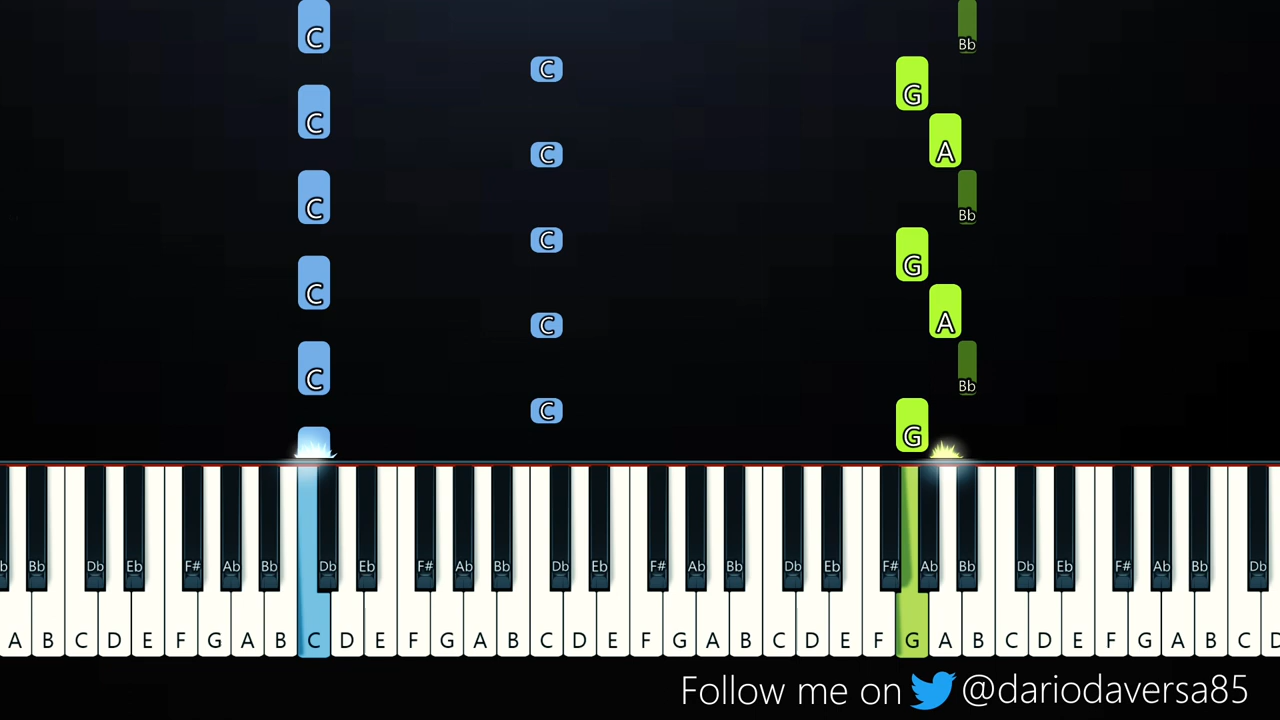 C Bb
C G
C A
C Bb
C
C G
C A
C Bb
C G
b Bb Db Eb F# Ab Bb Db Eb F# Ab Bb Db Eb F# Ab Bb Db Eb F# Ab Bb Db Eb F# Ab Bb Db
A B C D E F G A B C D E F G A B C D E F G A B C D E F G A B C D E F G A B C D
Follow me on @dariodaversa85